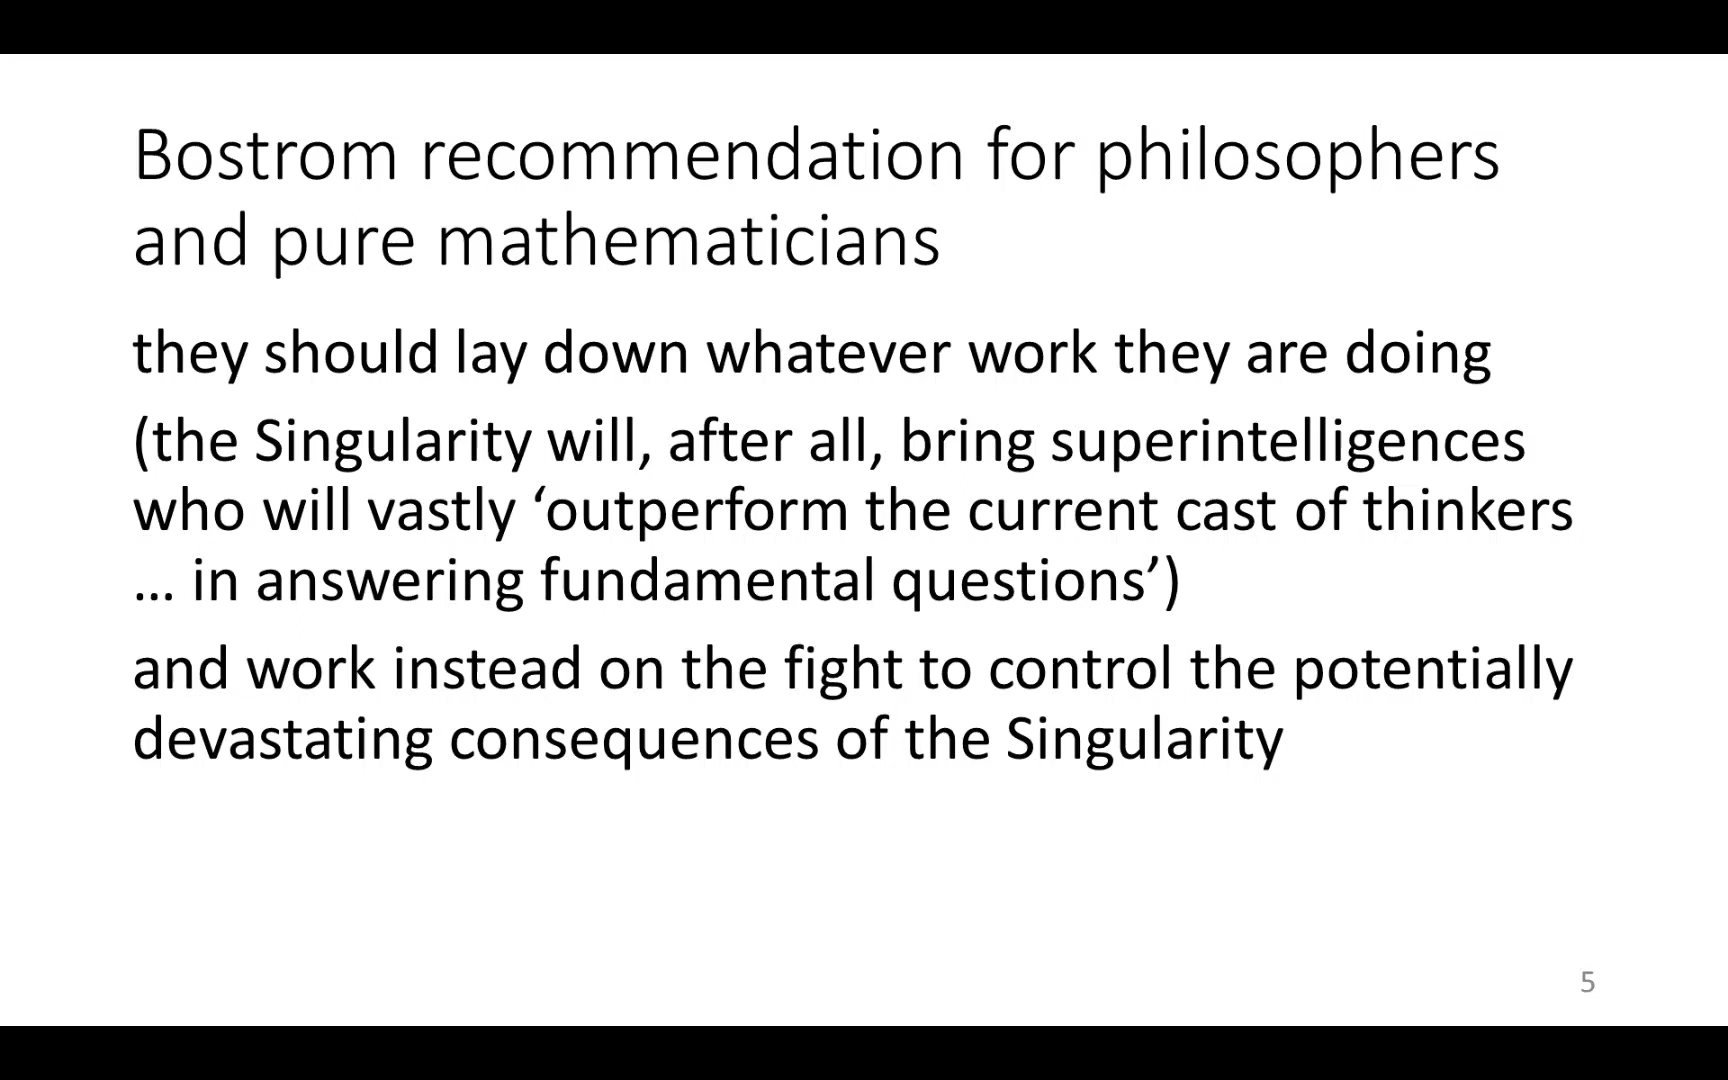 Bostrom recommendation for philosophers
and pure mathematicians
they should lay down whatever work they are doing
(the Singularity will, after all, bring superintelligences
who will vastly ‘outperform the current cast of thinkers
… in answering fundamental questions’)
and work instead on the fight to control the potentially
devastating consequences of the Singularity
5